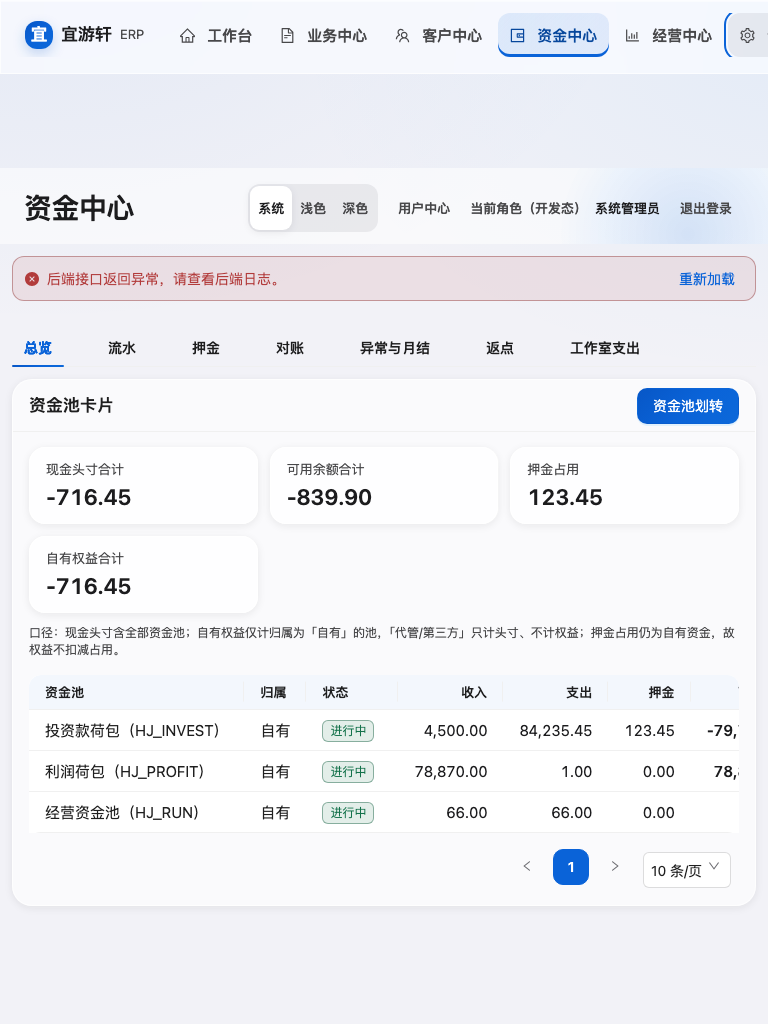 宜 宜游轩 ERP 工作台 业务中心 客户中心 资金中心 经营中心
资金中心 系统 浅色 深色 用户中心 当前角色（开发态） 系统管理员 退出登录
后端接口返回异常，请查看后端日志。 重新加载
总览 流水 押金 对账 异常与月结 返点 工作室支出
资金池卡片 资金池划转
现金头寸合计 可用余额合计 押金占用
-716.45 -839.90 123.45
自有权益合计
-716.45
口径：现金头寸含全部资金池；自有权益仅计归属为「自有」的池，「代管/第三方」只计头寸、不计权益；押金占用仍为自有资金，故
权益不扣减占用。
资金池 归属 状态 收入 支出 押金
投资款荷包（HJ_INVEST） 自有 进行中 4,500.00 84,235.45 123.45 -79,
利润荷包（HJ_PROFIT） 自有 进行中 78,870.00 1.00 0.00 78,
经营资金池（HJ_RUN） 自有 进行中 66.00 66.00 0.00
1 10 条/页